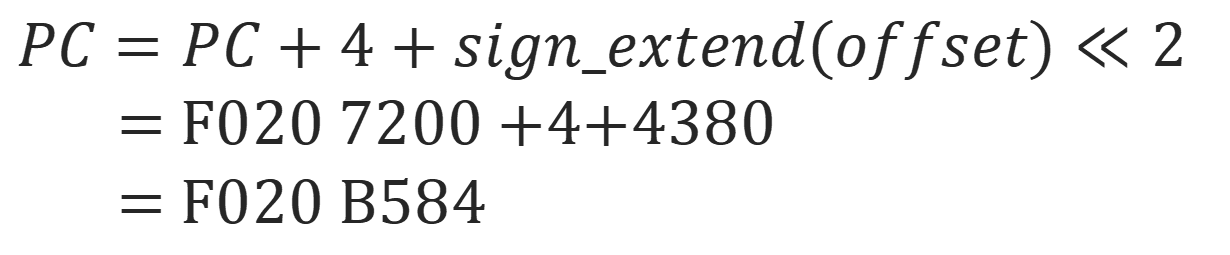 PC = PC + 4 + sign_extend(offset) ≪ 2
= F020 7200 +4+4380
= F020 B584